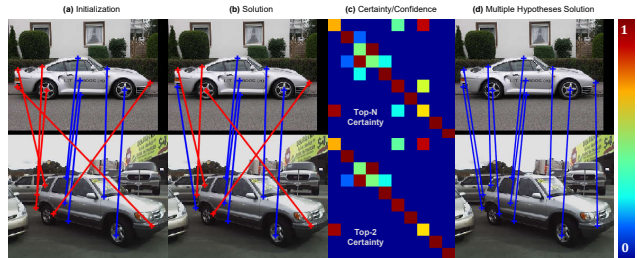 (a) Initialization
(b) Solution
(c) Certainty/Confidence
(d) Multiple Hypotheses Solution
1
Top-N
Certainty
Top-2
Certainty
0